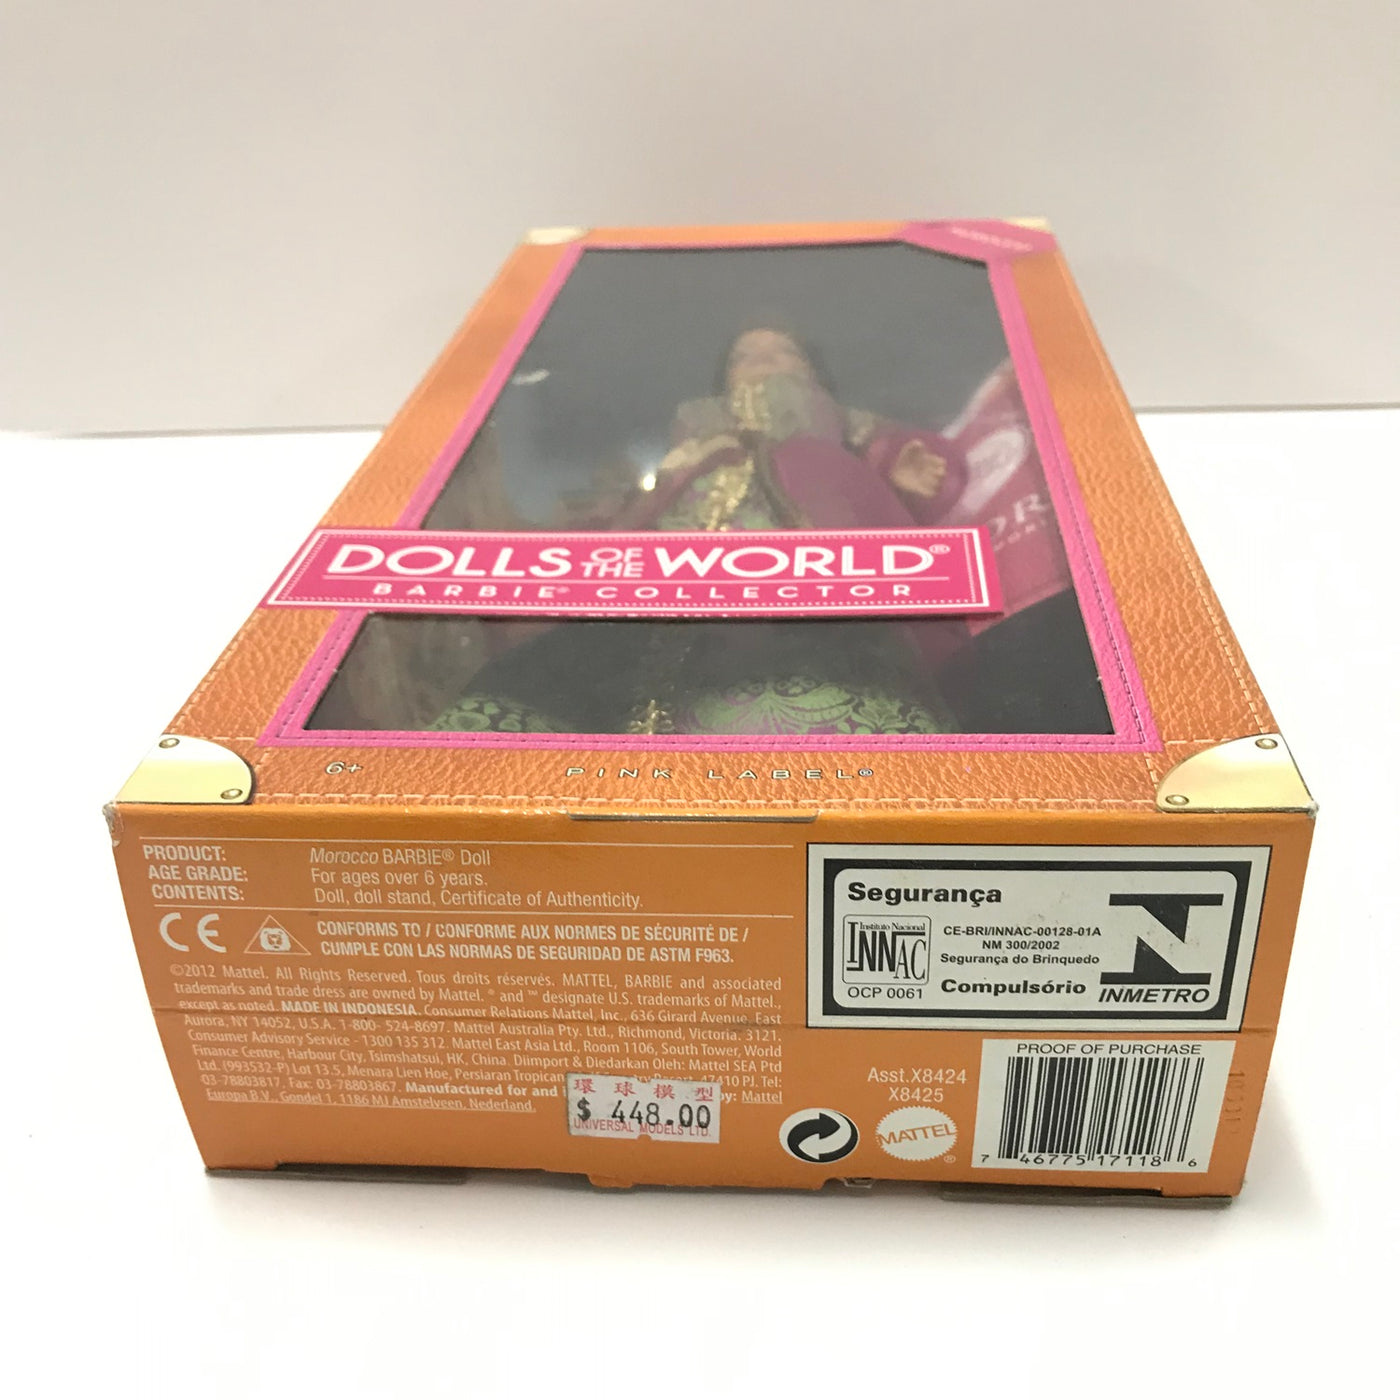 DOLLS OF THE WORLD®
BARBIE® COLLECTOR
6+
PINK LABEL®
PRODUCT: Morocco BARBIE® Doll
AGE GRADE: For ages over 6 years.
CONTENTS: Doll, doll stand, Certificate of Authenticity.
CE
CONFORMS TO / CONFORME AUX NORMES DE SÉCURITÉ DE /
CUMPLE CON LAS NORMAS DE SEGURIDAD DE ASTM F963.
©2012 Mattel. All Rights Reserved. Tous droits réservés. MATTEL, BARBIE and associated
trademarks and trade dress are owned by Mattel. ® and ™ designate U.S. trademarks of Mattel.,
except as noted. MADE IN INDONESIA. Consumer Relations Mattel, Inc., 636 Girard Avenue, East
Aurora, NY 14052, U.S.A. 1-800- 524-8697. Mattel Australia Pty. Ltd., Richmond, Victoria. 3121.
Consumer Advisory Service - 1300 135 312. Mattel East Asia Ltd., Room 1106, South Tower, World
Finance Centre, Harbour City, Tsimshatsui, HK, China. Diimport & Diedarkan Oleh: Mattel SEA Ptd
Ltd. (993532-P) Lot 13.5, Menara Lien Hoe, Persiaran Tropicana 47410 PJ. Tel:
03-78803817, Fax: 03-78803867. Manufactured for and by: Mattel
Europa B.V., Gondel 1, 1186 MJ Amstelveen, Nederland.
環球模型
$ 448.00
UNIVERSAL MODELS LTD.
Segurança
Instituto Nacional
INNAC
OCP 0061
CE-BRI/INNAC-00128-01A
NM 300/2002
Segurança do Brinquedo
Compulsório
INMETRO
Asst.X8424
X8425
MATTEL®
PROOF OF PURCHASE
7 46775 17118 6